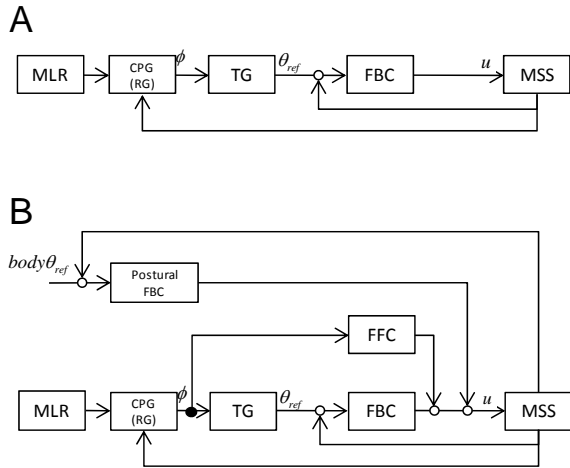 A
MLR
CPG
(RG)
ϕ
TG
θref
FBC
u
MSS
B
bodyθref
Postural
FBC
FFC
MLR
CPG
(RG)
ϕ
TG
θref
FBC
u
MSS